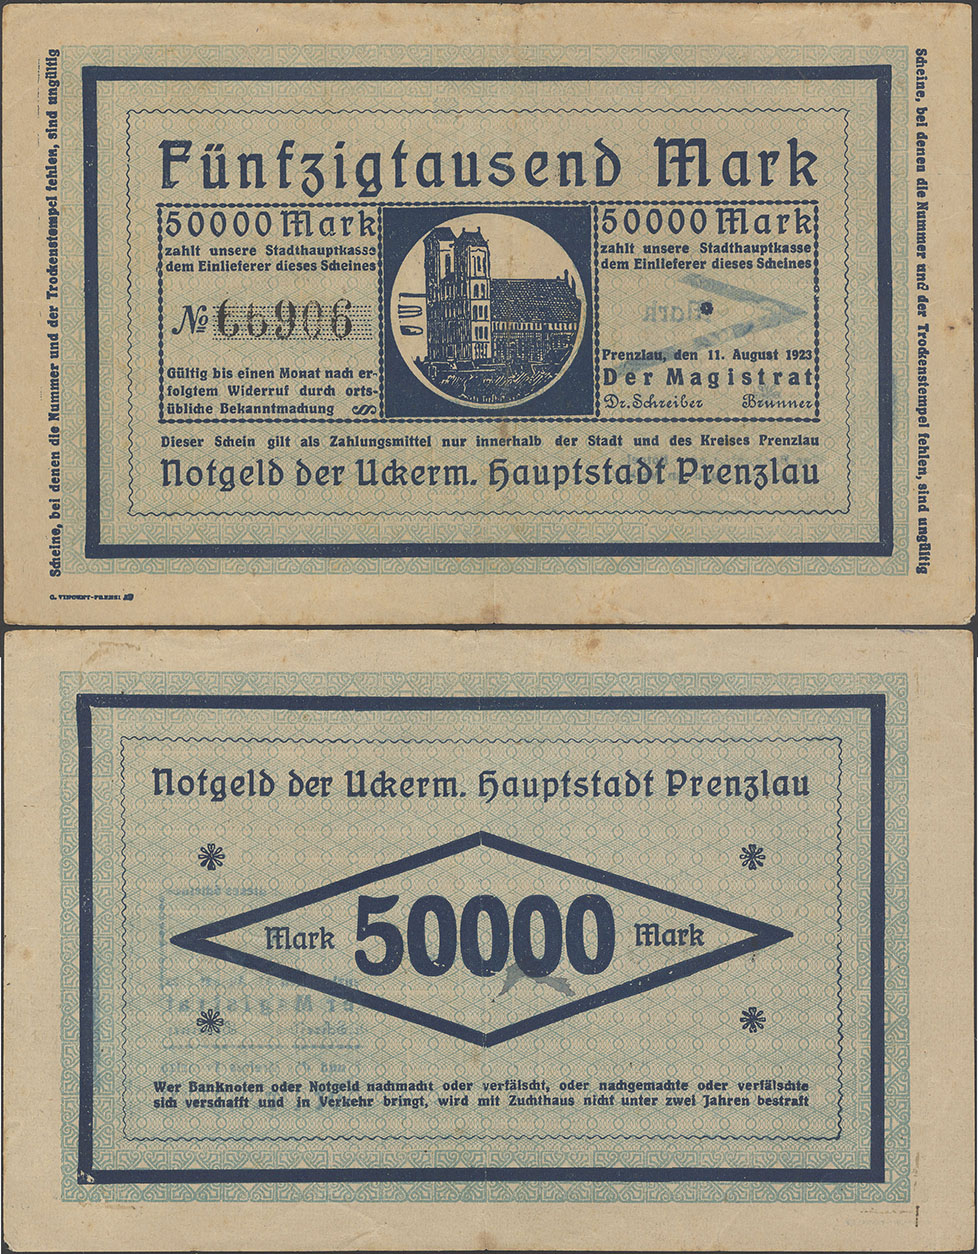 Scheine, bei denen die Nummer und der Trockenstempel fehlen, sind ungültig
Fünfzigtausend Mark
50000 Mark
zahlt unsere Stadthauptkasse
dem Einlieferer dieses Scheines
№ 66906
Gültig bis einen Monat nach er-
folgtem Widerruf durch orts-
übliche Bekanntmachung
50000 Mark
zahlt unsere Stadthauptkasse
dem Einlieferer dieses Scheines
Prenzlau, den 11. August 1923
Der Magistrat
Dr. Schreiber Brunner
Dieser Schein gilt als Zahlungsmittel nur innerhalb der Stadt und des Kreises Prenzlau
Notgeld der Uckerm. Hauptstadt Prenzlau
Scheine, bei denen die Nummer und der Trockenstempel fehlen, sind ungültig
G. VINCENT-PRENZL
Notgeld der Uckerm. Hauptstadt Prenzlau
Mark 50000 Mark
Wer Banknoten oder Notgeld nachmacht oder verfälscht, oder nachgemachte oder verfälschte
sich verschafft und in Verkehr bringt, wird mit Zuchthaus nicht unter zwei Jahren bestraft